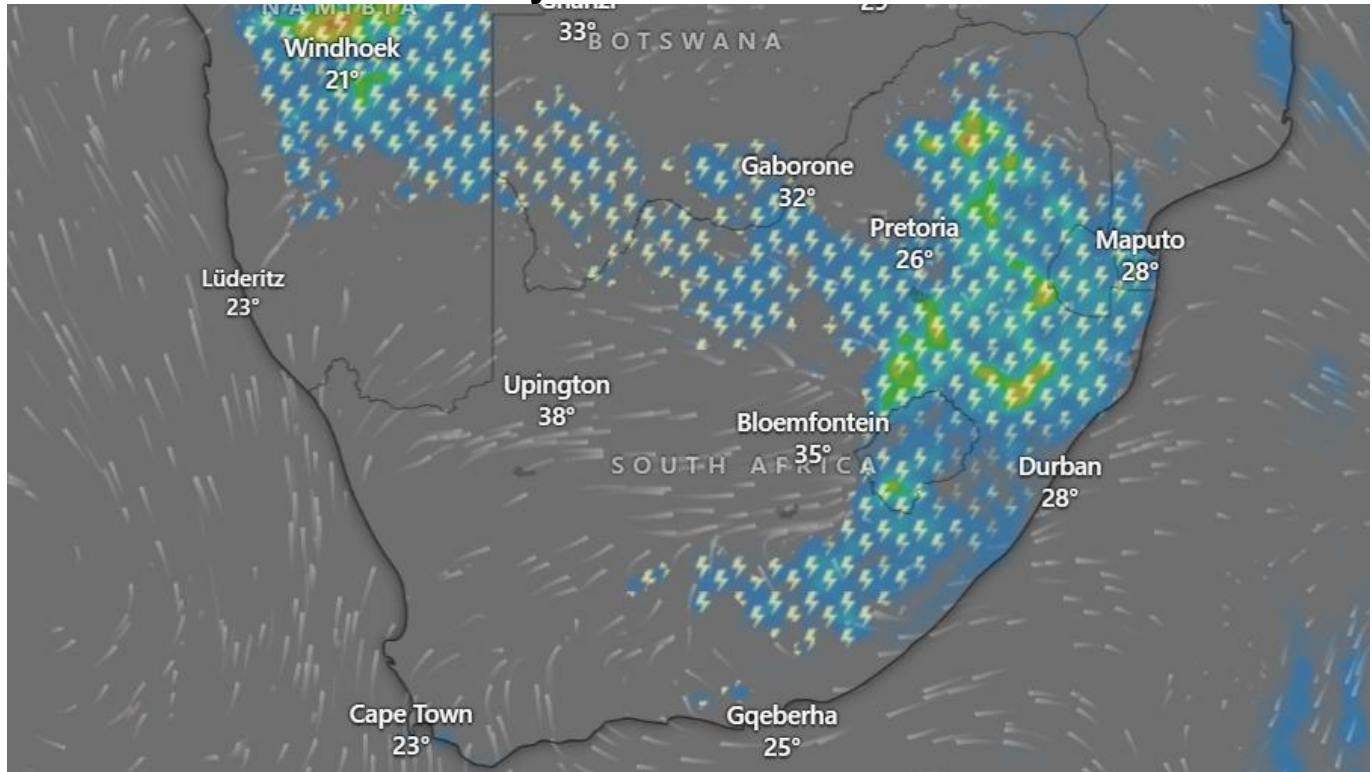 NAMIBIA
33°
BOTSWANA
Windhoek
21°
Gaborone
32°
Pretoria
26°
Maputo
28°
Lüderitz
23°
Upington
38°
Bloemfontein
35°
SOUTH AFRICA
Durban
28°
Cape Town
23°
Gqeberha
25°